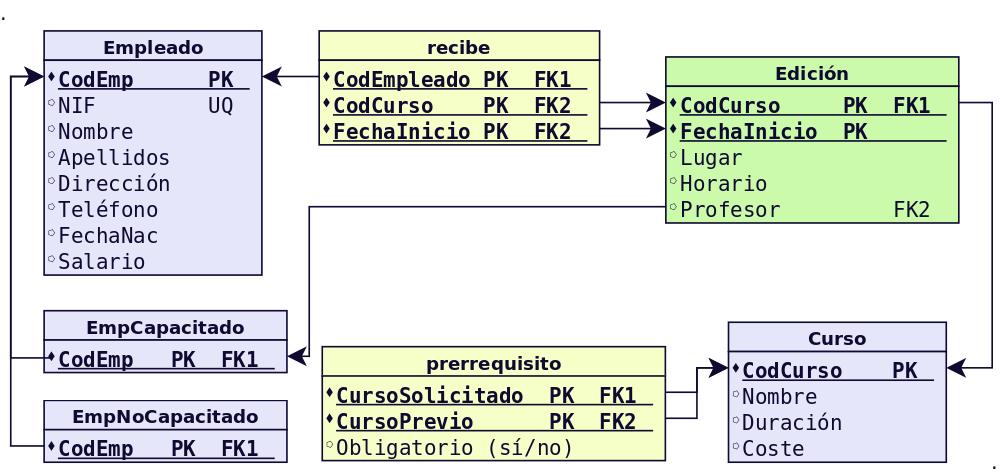 Empleado
CodEmp PK
NIF UQ
Nombre
Apellidos
Dirección
Teléfono
FechaNac
Salario
recibe
CodEmpleado PK FK1
CodCurso PK FK2
FechaInicio PK FK2
Edición
CodCurso PK FK1
FechaInicio PK
Lugar
Horario
Profesor FK2
EmpCapacitado
CodEmp PK FK1
EmpNoCapacitado
CodEmp PK FK1
prerrequisito
CursoSolicitado PK FK1
CursoPrevio PK FK2
Obligatorio (sí/no)
Curso
CodCurso PK
Nombre
Duración
Coste